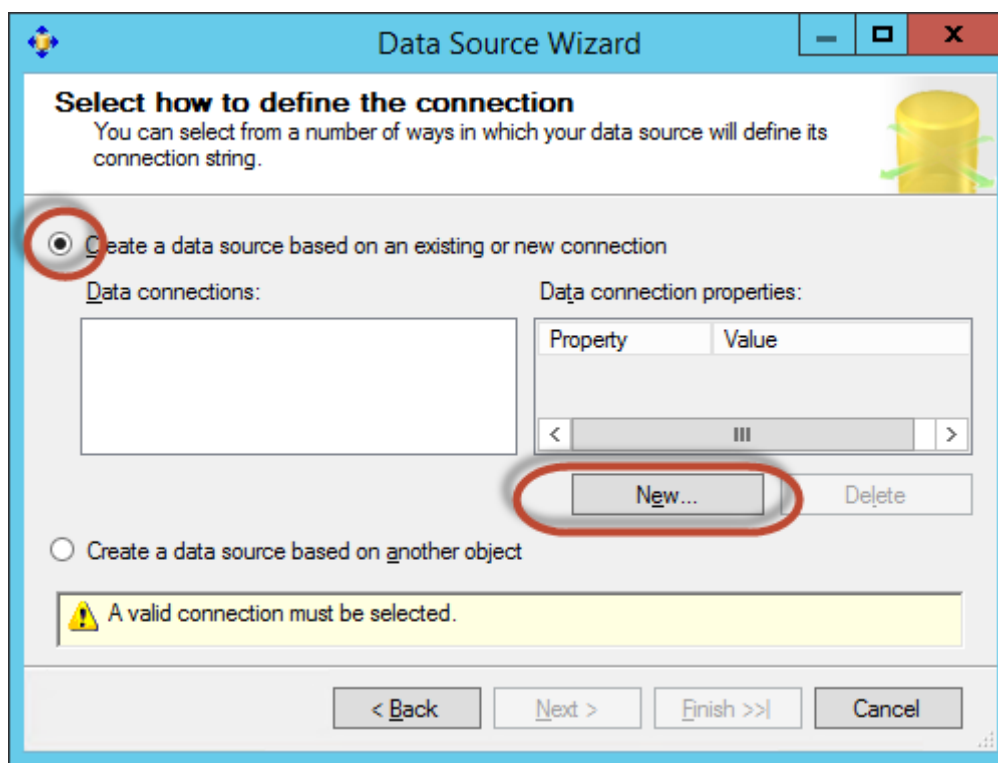 Data Source Wizard
Select how to define the connection
You can select from a number of ways in which your data source will define its
connection string.
Create a data source based on an existing or new connection
Data connections:
Data connection properties:
Property Value
New... Delete
Create a data source based on another object
A valid connection must be selected.
< Back Next > Finish >>| Cancel